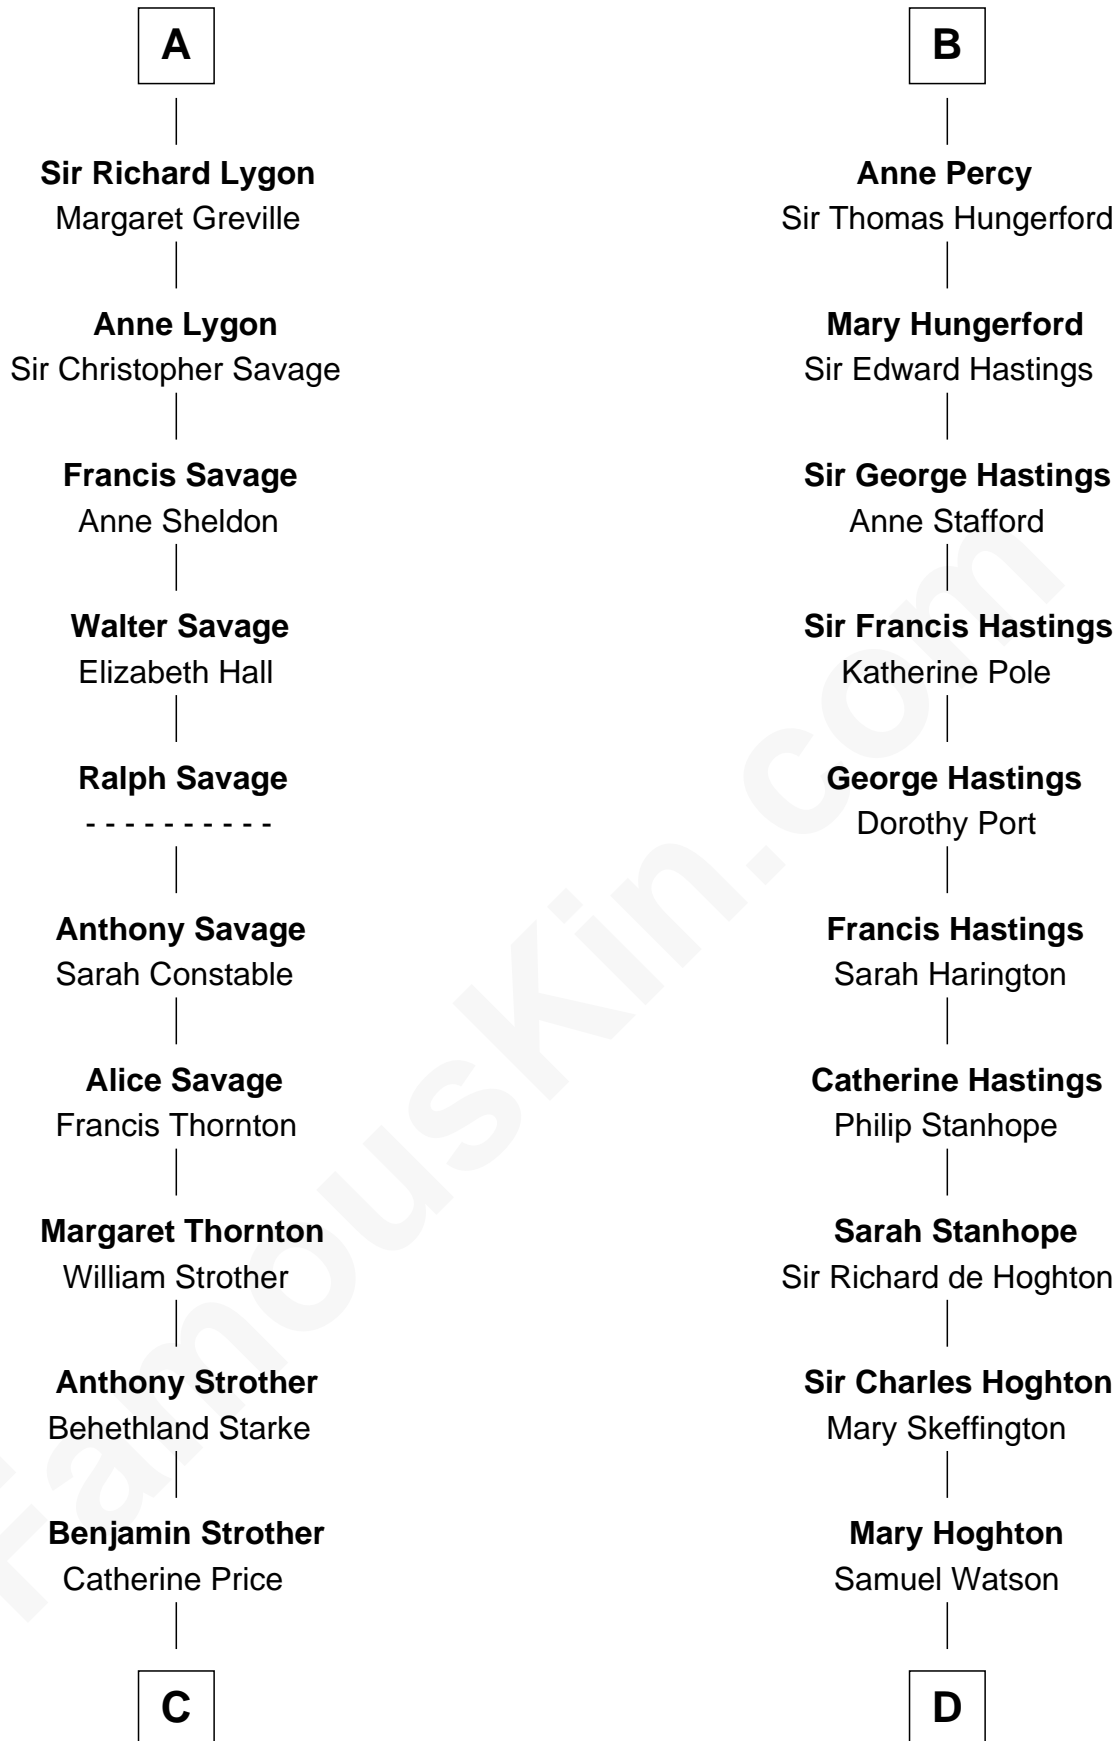 A
Sir Richard Lygon
Margaret Greville
Anne Lygon
Sir Christopher Savage
Francis Savage
Anne Sheldon
Walter Savage
Elizabeth Hall
Ralph Savage
- - - - - - - - - -
Anthony Savage
Sarah Constable
Alice Savage
Francis Thornton
Margaret Thornton
William Strother
Anthony Strother
Behethland Starke
Benjamin Strother
Catherine Price
C
B
Anne Percy
Sir Thomas Hungerford
Mary Hungerford
Sir Edward Hastings
Sir George Hastings
Anne Stafford
Sir Francis Hastings
Katherine Pole
George Hastings
Dorothy Port
Francis Hastings
Sarah Harington
Catherine Hastings
Philip Stanhope
Sarah Stanhope
Sir Richard de Hoghton
Sir Charles Hoghton
Mary Skeffington
Mary Hoghton
Samuel Watson
D
FamousKin.com